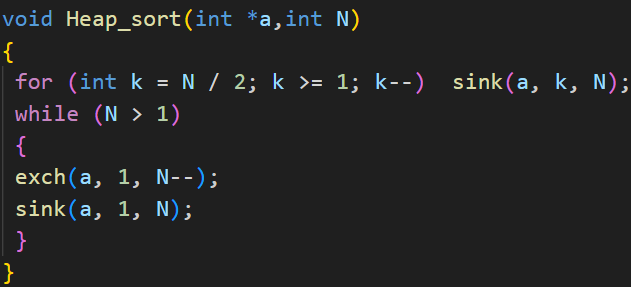 void Heap_sort(int *a,int N)
{
for (int k = N / 2; k >= 1; k--)  sink(a, k, N);
while (N > 1)
{
exch(a, 1, N--);
sink(a, 1, N);
}
}